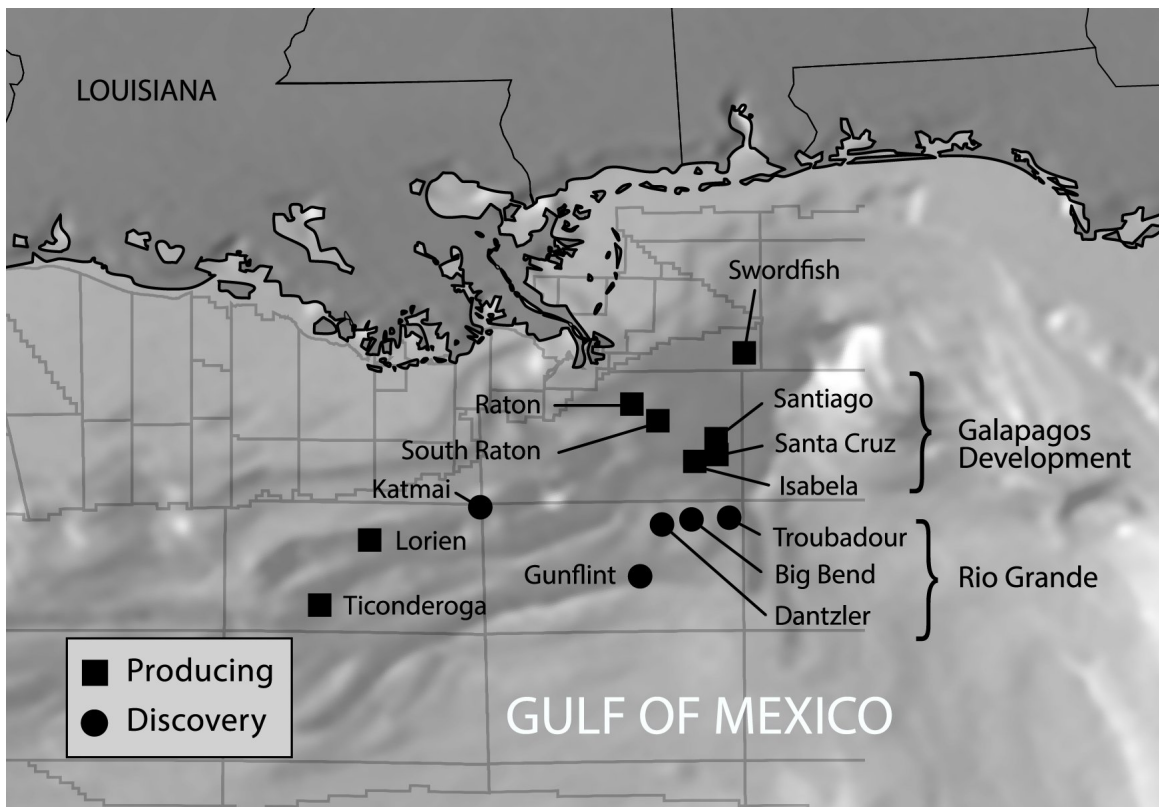 LOUISIANA
Swordfish
Raton
Santiago
South Raton
Santa Cruz
Galapagos
Development
Isabela
Katmai
Lorien
Troubadour
Gunflint
Big Bend
Rio Grande
Ticonderoga
Dantzler
Producing
Discovery
GULF OF MEXICO